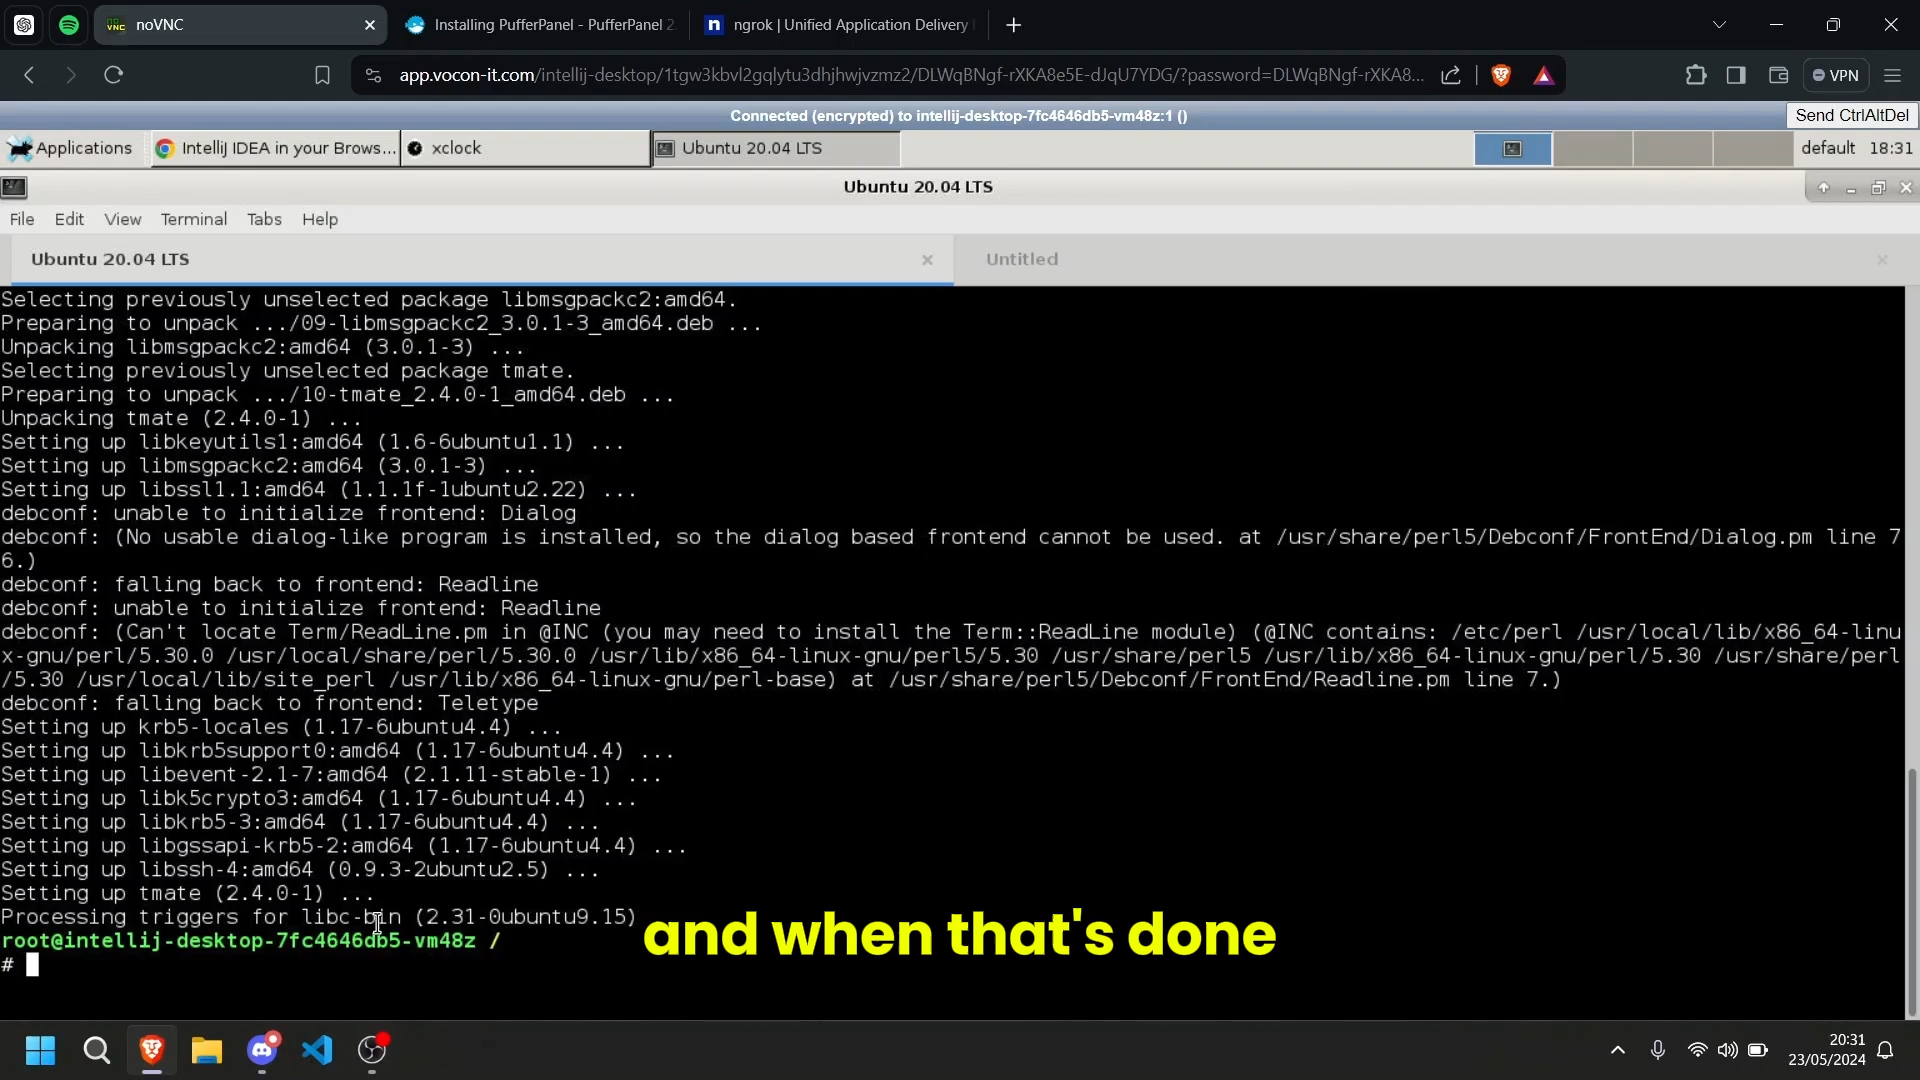 noVNC
Installing PufferPanel - PufferPanel 2
ngrok | Unified Application Delivery
app.vocon-it.com/intellij-desktop/1tgw3kbvl2gqlytu3dhjhwjvzmz2/DLWqBNgf-rXKA8e5E-dJqU7YDG/?password=DLWqBNgf-rXKA8...
VPN
Connected (encrypted) to intellij-desktop-7fc4646db5-vm48z:1 ()
Send CtrlAltDel
Applications
IntelliJ IDEA in your Brows...
xclock
Ubuntu 20.04 LTS
default 18:31
Ubuntu 20.04 LTS
File Edit View Terminal Tabs Help
Ubuntu 20.04 LTS
Untitled
Selecting previously unselected package libmsgpackc2:amd64.
Preparing to unpack .../09-libmsgpackc2_3.0.1-3_amd64.deb ...
Unpacking libmsgpackc2:amd64 (3.0.1-3) ...
Selecting previously unselected package tmate.
Preparing to unpack .../10-tmate_2.4.0-1_amd64.deb ...
Unpacking tmate (2.4.0-1) ...
Setting up libkeyutils1:amd64 (1.6-6ubuntu1.1) ...
Setting up libmsgpackc2:amd64 (3.0.1-3) ...
Setting up libssl1.1:amd64 (1.1.1f-1ubuntu2.22) ...
debconf: unable to initialize frontend: Dialog
debconf: (No usable dialog-like program is installed, so the dialog based frontend cannot be used. at /usr/share/perl5/Debconf/FrontEnd/Dialog.pm line 7
6.)
debconf: falling back to frontend: Readline
debconf: unable to initialize frontend: Readline
debconf: (Can't locate Term/ReadLine.pm in @INC (you may need to install the Term::ReadLine module) (@INC contains: /etc/perl /usr/local/lib/x86_64-linu
x-gnu/perl/5.30.0 /usr/local/share/perl/5.30.0 /usr/lib/x86_64-linux-gnu/perl5/5.30 /usr/share/perl5 /usr/lib/x86_64-linux-gnu/perl/5.30 /usr/share/perl
/5.30 /usr/local/lib/site_perl /usr/lib/x86_64-linux-gnu/perl-base) at /usr/share/perl5/Debconf/FrontEnd/Readline.pm line 7.)
debconf: falling back to frontend: Teletype
Setting up krb5-locales (1.17-6ubuntu4.4) ...
Setting up libkrb5support0:amd64 (1.17-6ubuntu4.4) ...
Setting up libevent-2.1-7:amd64 (2.1.11-stable-1) ...
Setting up libk5crypto3:amd64 (1.17-6ubuntu4.4) ...
Setting up libkrb5-3:amd64 (1.17-6ubuntu4.4) ...
Setting up libgssapi-krb5-2:amd64 (1.17-6ubuntu4.4) ...
Setting up libssh-4:amd64 (0.9.3-2ubuntu2.5) ...
Setting up tmate (2.4.0-1) ...
Processing triggers for libc-bin (2.31-0ubuntu9.15)
root@intellij-desktop-7fc4646db5-vm48z /
#
and when that's done
20:31
23/05/2024